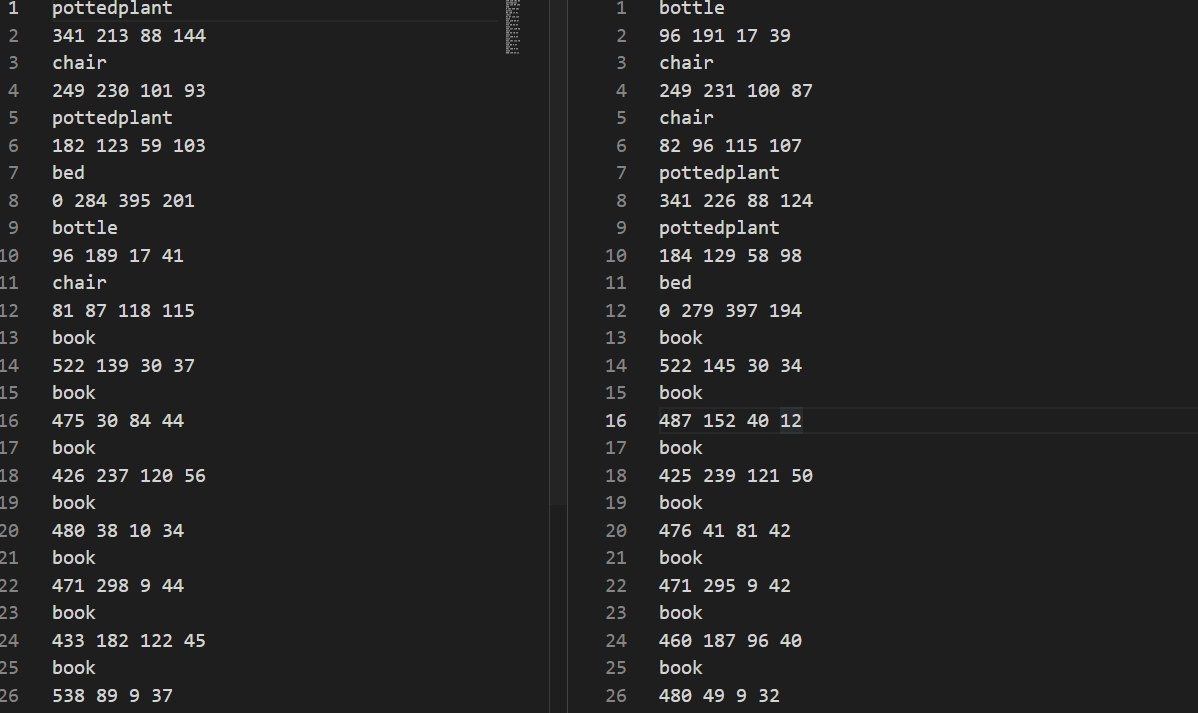 1 pottedplant
2 341 213 88 144
3 chair
4 249 230 101 93
5 pottedplant
6 182 123 59 103
7 bed
8 0 284 395 201
9 bottle
10 96 189 17 41
11 chair
12 81 87 118 115
13 book
14 522 139 30 37
15 book
16 475 30 84 44
17 book
18 426 237 120 56
19 book
20 480 38 10 34
21 book
22 471 298 9 44
23 book
24 433 182 122 45
25 book
26 538 89 9 37
1 bottle
2 96 191 17 39
3 chair
4 249 231 100 87
5 chair
6 82 96 115 107
7 pottedplant
8 341 226 88 124
9 pottedplant
10 184 129 58 98
11 bed
12 0 279 397 194
13 book
14 522 145 30 34
15 book
16 487 152 40 12
17 book
18 425 239 121 50
19 book
20 476 41 81 42
21 book
22 471 295 9 42
23 book
24 460 187 96 40
25 book
26 480 49 9 32